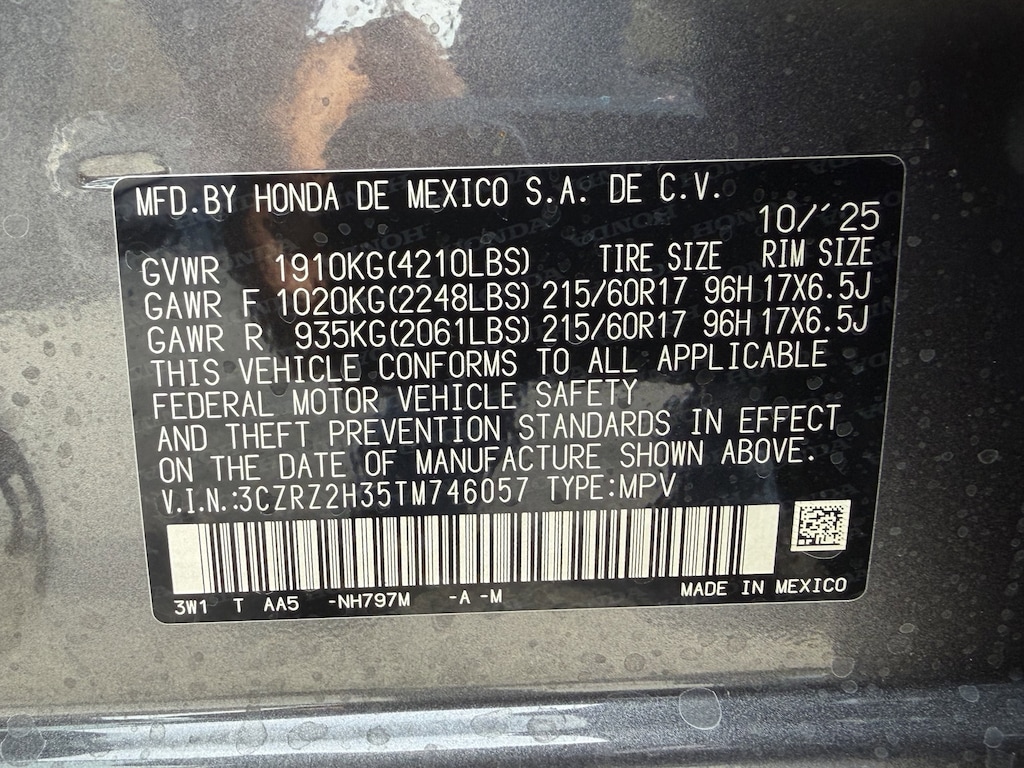 MFD.BY HONDA DE MEXICO S.A. DE C.V.
10/'25
GVWR 1910KG(4210LBS) TIRE SIZE RIM SIZE
GAWR F 1020KG(2248LBS) 215/60R17 96H 17X6.5J
GAWR R 935KG(2061LBS) 215/60R17 96H 17X6.5J
THIS VEHICLE CONFORMS TO ALL APPLICABLE
FEDERAL MOTOR VEHICLE SAFETY
AND THEFT PREVENTION STANDARDS IN EFFECT
ON THE DATE OF MANUFACTURE SHOWN ABOVE.
V.I.N.:3CZRZ2H35TM746057 TYPE:MPV
3W1 T AA5 -NH797M -A -M MADE IN MEXICO